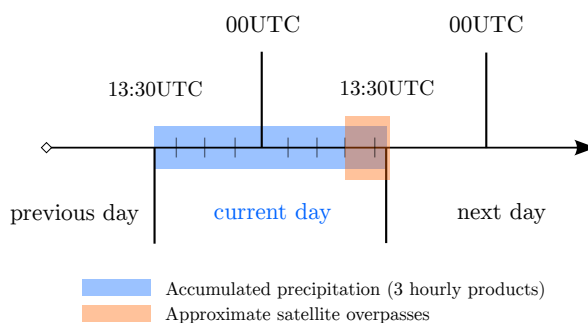 00UTC
00UTC
13:30UTC
13:30UTC
previous day
current day
next day
Accumulated precipitation (3 hourly products)
Approximate satellite overpasses